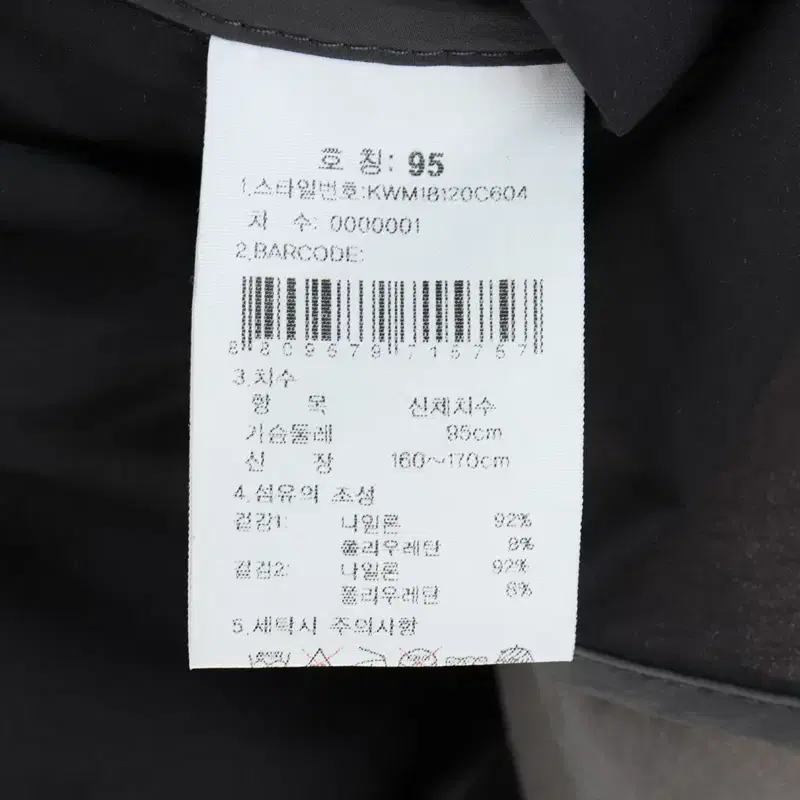 호 칭: 95
1.스타일번호:KWM18120C604
차 수: 0000001
2.BARCODE:
8809679715757
3.치수
항 목 신체치수
가슴둘레 95cm
신 장 160~170cm
4.섬유의 조성
겉감1: 나일론 92%
폴리우레탄 8%
겉감2: 나일론 92%
폴리우레탄 8%
5.세탁시 주의사항